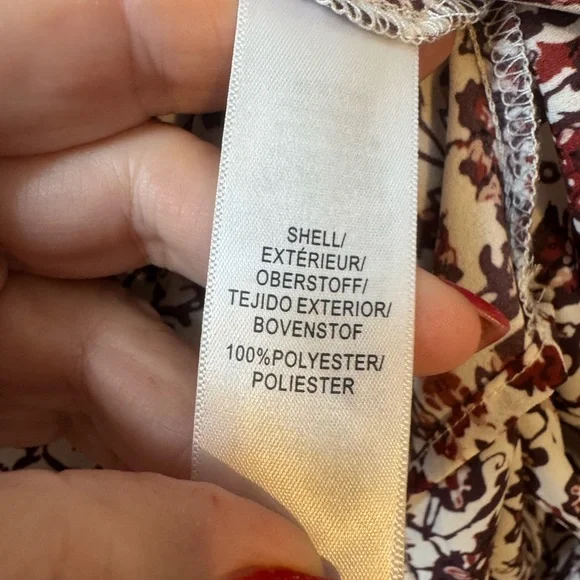 SHELL/
EXTÉRIEUR/
OBERSTOFF/
TEJIDO EXTERIOR/
BOVENSTOF
100%POLYESTER/
POLIESTER